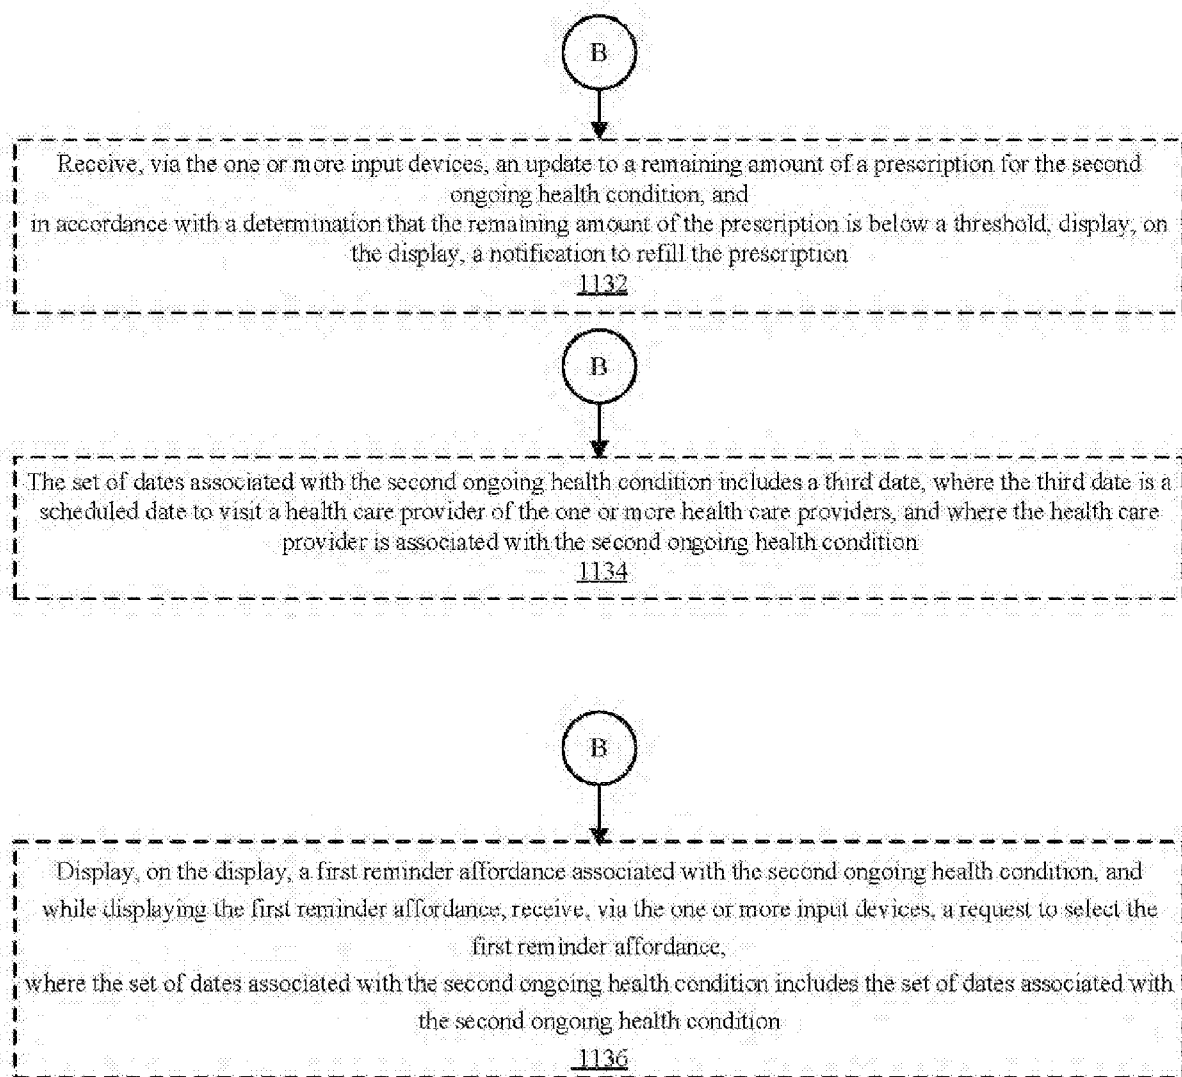 B
Receive, via the one or more input devices, an update to a remaining amount of a prescription for the second
ongoing health condition, and
in accordance with a determination that the remaining amount of the prescription is below a threshold, display, on
the display, a notification to refill the prescription
1132
B
The set of dates associated with the second ongoing health condition includes a third date, where the third date is a
scheduled date to visit a health care provider of the one or more health care providers, and where the health care
provider is associated with the second ongoing health condition
1134
B
Display, on the display, a first reminder affordance associated with the second ongoing health condition, and
while displaying the first reminder affordance, receive, via the one or more input devices, a request to select the
first reminder affordance,
where the set of dates associated with the second ongoing health condition includes the set of dates associated with
the second ongoing health condition
1136